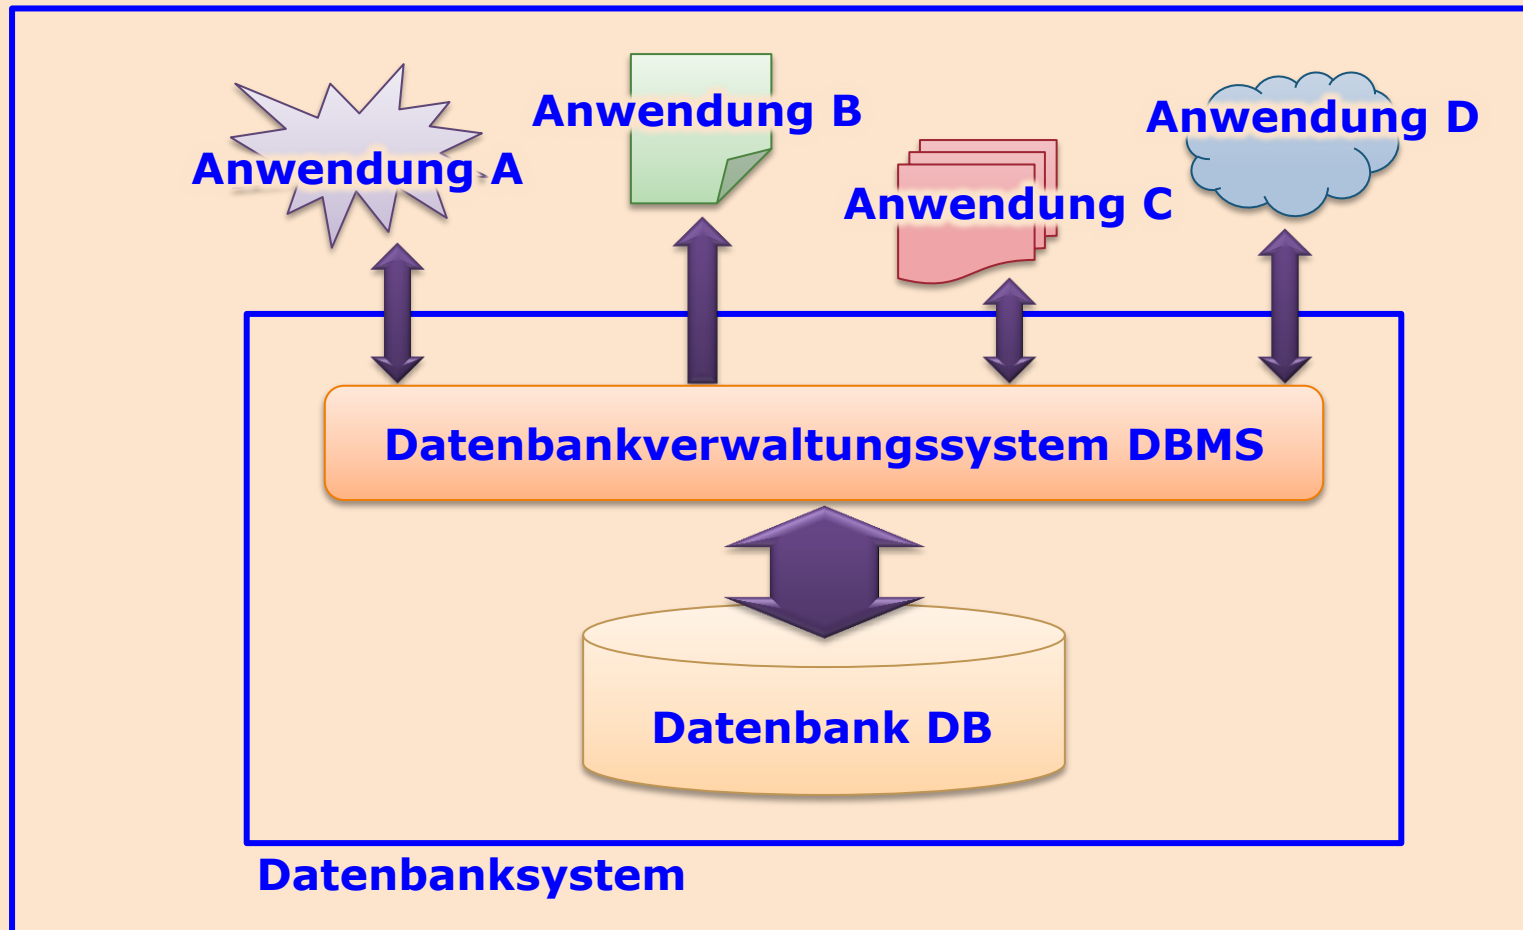 Anwendung A
Anwendung B
Anwendung C
Anwendung D
Datenbankverwaltungssystem DBMS
Datenbank DB
Datenbanksystem